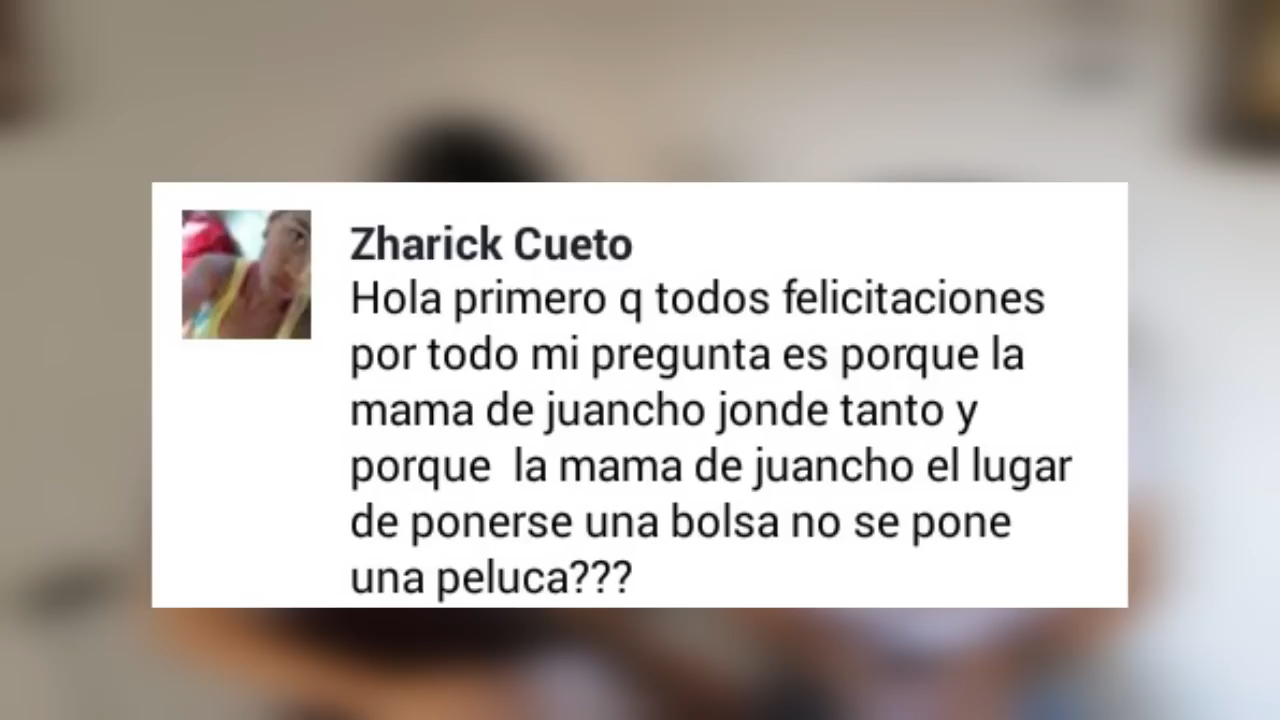 Zharick Cueto
Hola primero q todos felicitaciones
por todo mi pregunta es porque la
mama de juancho jonde tanto y
porque  la mama de juancho el lugar
de ponerse una bolsa no se pone
una peluca???